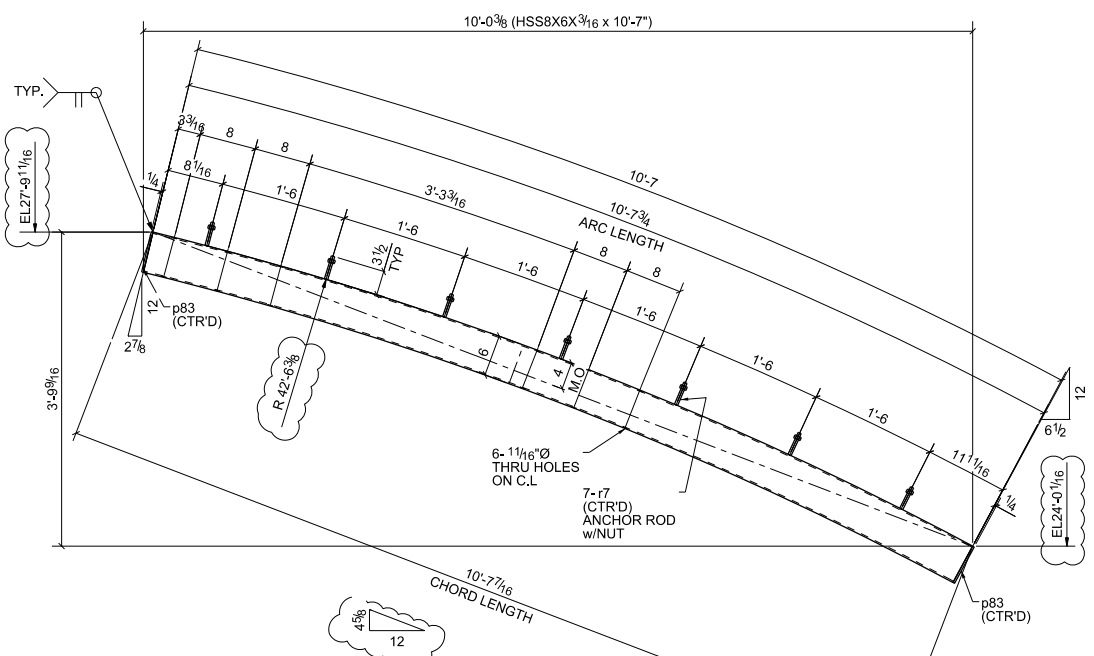 10'-0 3/8 (HSS8X6X3/16 x 10'-7")
TYP.
10'-7
10'-7 3/4
ARC LENGTH
3 3/16
8
8
3'-3 3/16
8
8
8 1/16
1'-6
1'-6
1'-6
1'-6
1'-6
1'-6
11 11/16
1/4
1/4
EL27'-9 11/16
3 1/2
TYP
p83
(CTR'D)
12
2 7/8
R 42'-6 3/8
6
4
M.O.
3'-9 9/16
12
6 1/2
6- 11/16"Ø
THRU HOLES
ON C.L
7- r7
(CTR'D)
ANCHOR ROD
w/NUT
EL24'-0 1/16
p83
(CTR'D)
10'-7 7/16
CHORD LENGTH
4 5/8
12